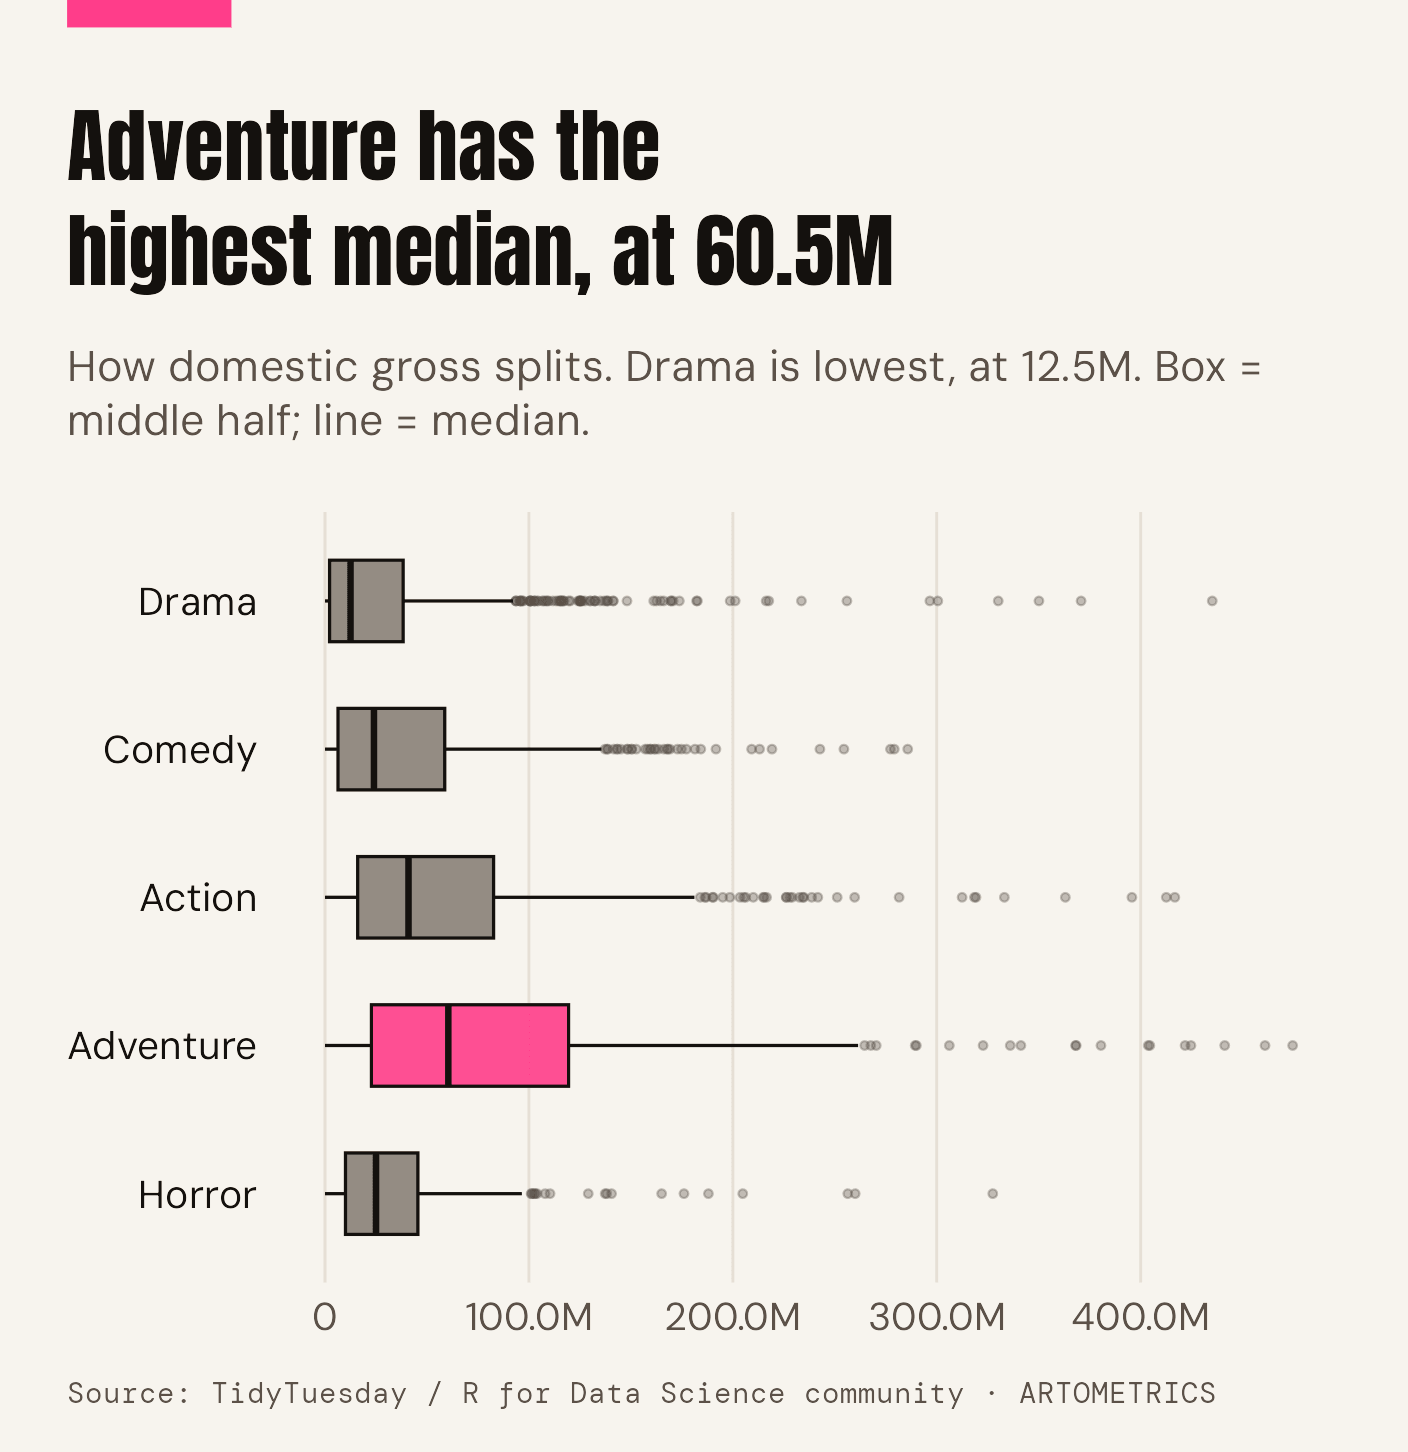 Adventure has the
highest median, at 60.5M
How domestic gross splits. Drama is lowest, at 12.5M. Box =
middle half; line = median.
Drama
Comedy
Action
Adventure
Horror
0 100.0M 200.0M 300.0M 400.0M
Source: TidyTuesday / R for Data Science community · ARTOMETRICS